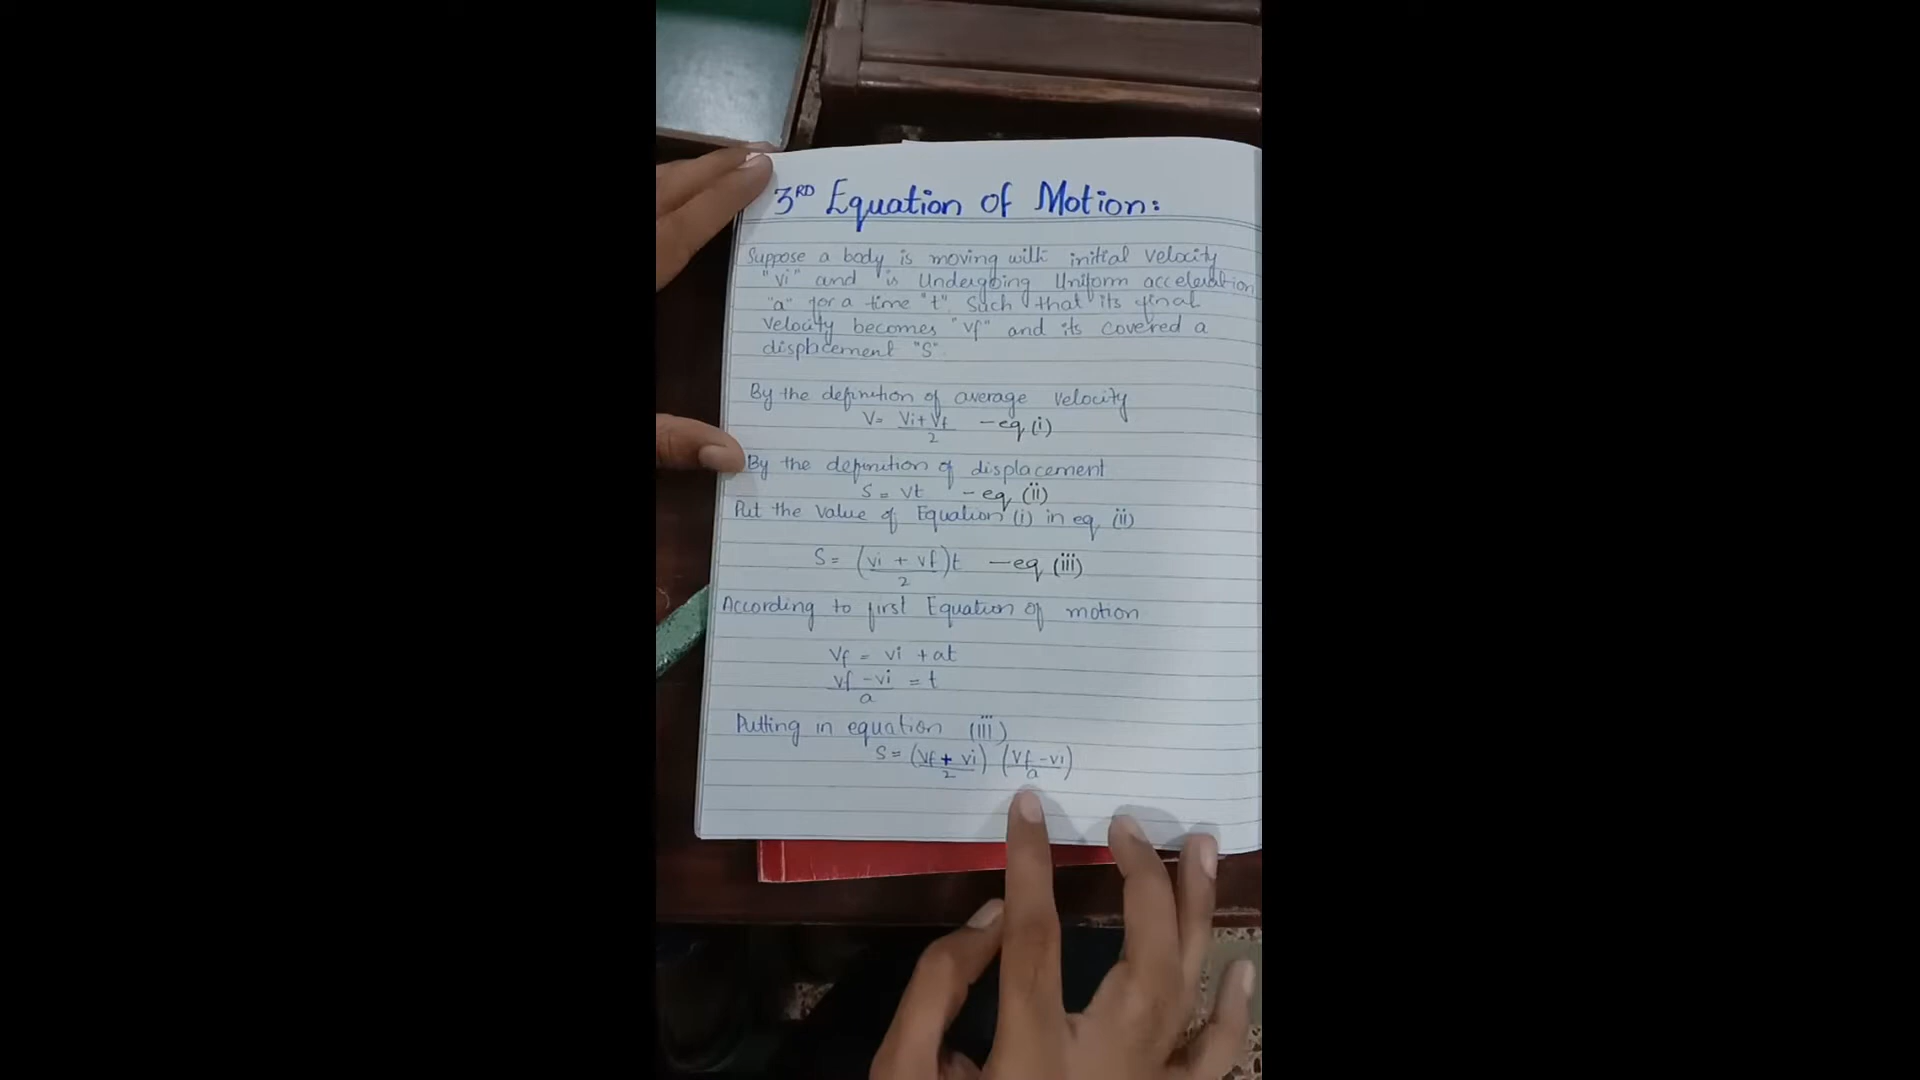 3RD Equation of Motion:
Suppose a body is moving with initial velocity
"vi" and is Undergoing Uniform acceleration
"a" for a time "t" Such that its final
velocity becomes "vf" and its covered a
displacement "S"
By the definition of average velocity
V= Vi+Vf/2 - eq (i)
By the definition of displacement
S = vt - eq (ii)
Put the value of Equation (i) in eq (ii)
S= (vi + vf/2)t - eq (iii)
According to first Equation of motion
Vf = vi + at
vf - vi/a = t
Putting in equation (iii)
S= (vf + vi/2) (vf - vi/a)